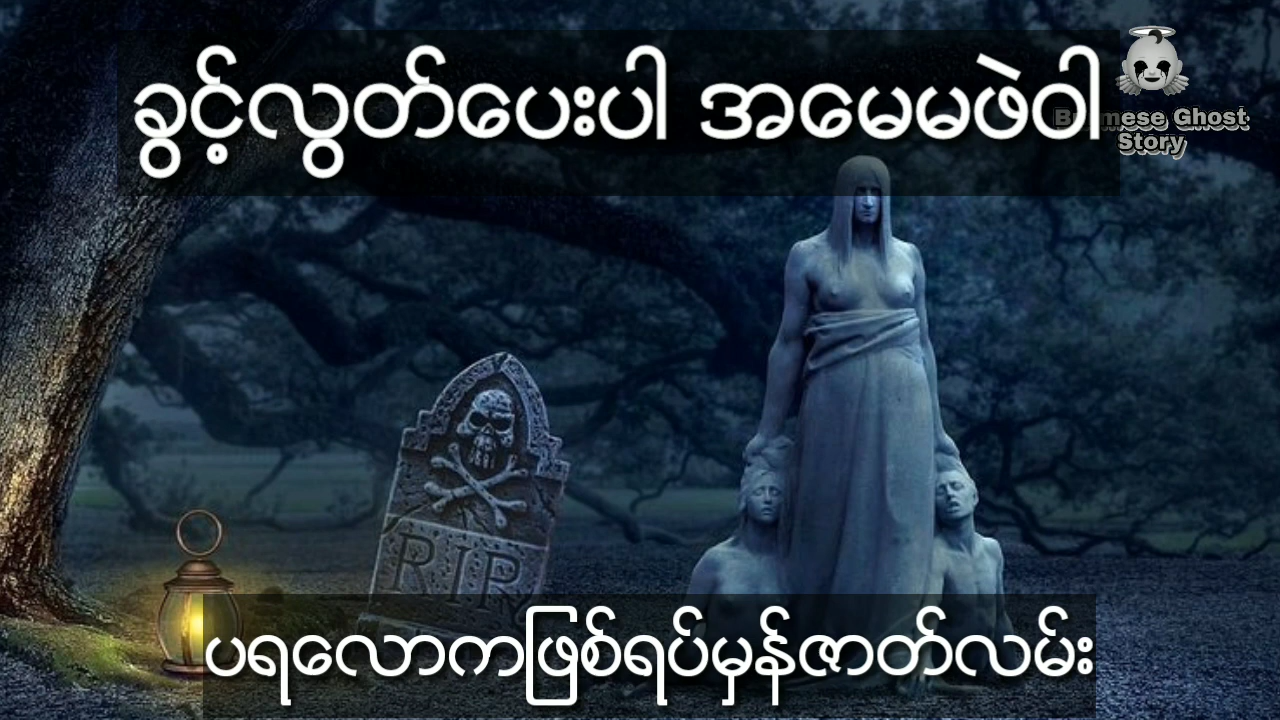 ခွင့်လွတ်ပေးပါ အမေမဖဲဝါ
Burmese Ghost
Story
RIP
ပရလောကဖြစ်ရပ်မှန်ဇာတ်လမ်း